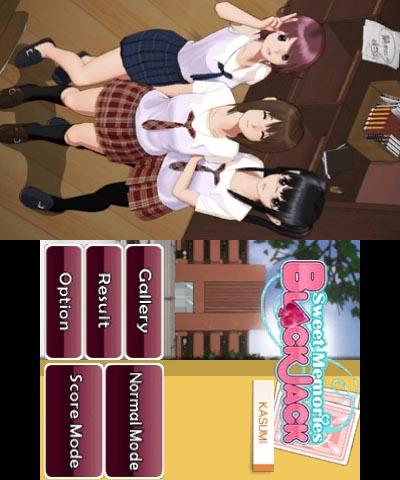 Sweet Memories
BLACKJACK
KASUMI
Normal Mode
Score Mode
Gallery
Result
Option